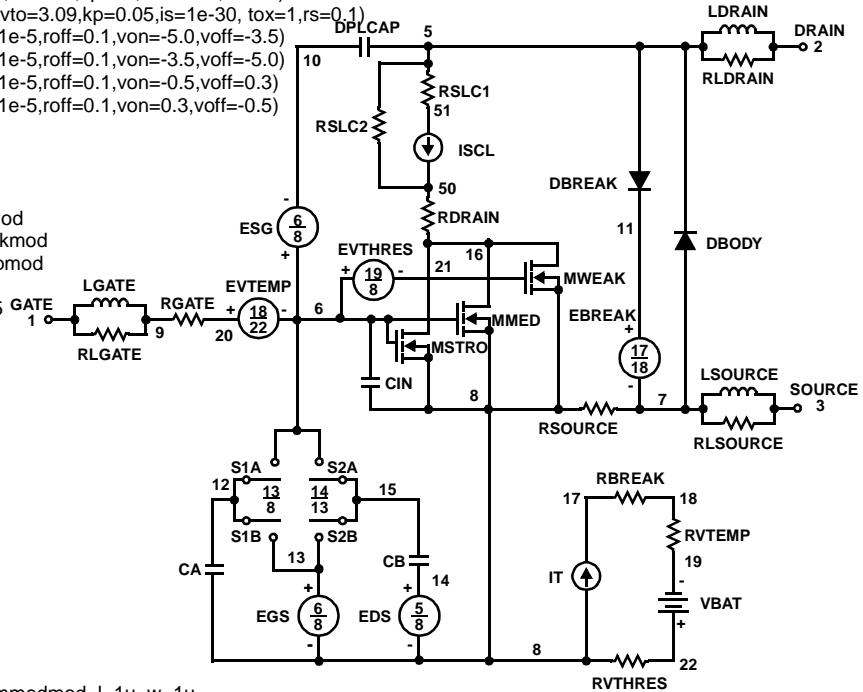 vto=3.09,kp=0.05,is=1e-30, tox=1,rs=0.1)
1e-5,roff=0.1,von=-5.0,voff=-3.5)
1e-5,roff=0.1,von=-3.5,voff=-5.0)
1e-5,roff=0.1,von=-0.5,voff=0.3)
1e-5,roff=0.1,von=0.3,voff=-0.5)
od
kmod
omod
5
LDRAIN
DPLCAP 5 DRAIN
10 2
RLDRAIN
RSLC1
51
RSLC2
ISCL
50
DBREAK
RDRAIN
-
ESG 6 8
+
11
DBODY
EVTHRES 16
+ 19 8 - 21
MWEAK
LGATE EVTEMP
GATE RGATE + 18 22 - 6
1 9 20
RLGATE
MMED
EBREAK +
17 18
-
MSTRO
CIN
LSOURCE
8 7 SOURCE
3
RSOURCE
RLSOURCE
S1A S2A
12 13 8 14 13 15
S1B S2B
13
CA CB
14
+ +
EGS 6 8 EDS 5 8
- -
RBREAK
17 18
RVTEMP
19
IT -
VBAT
+
8 22
RVTHRES